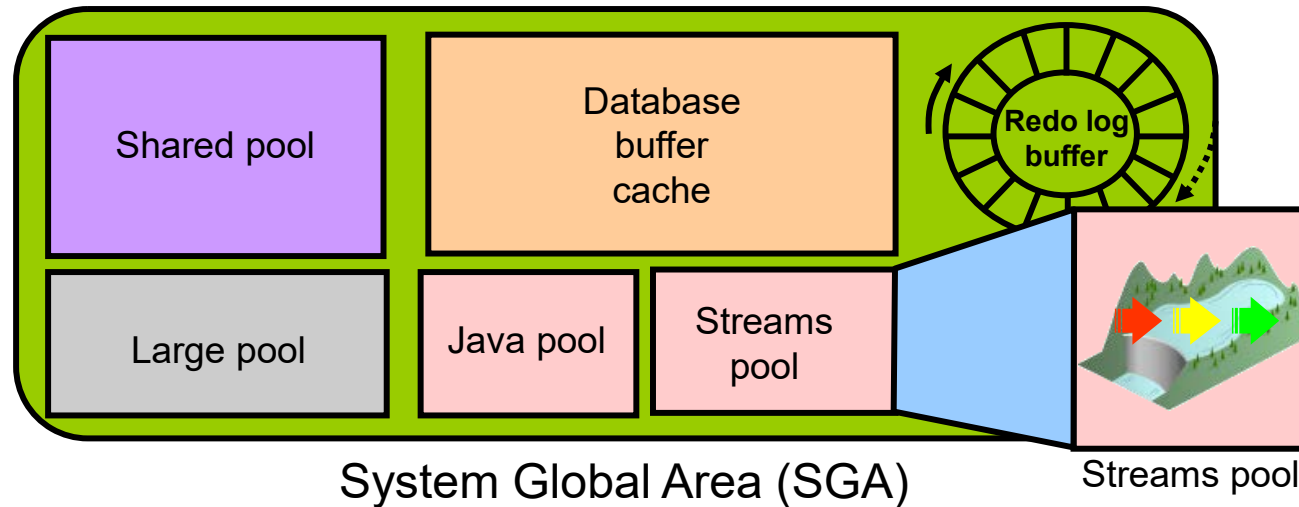 Shared pool
Database
buffer
cache
Redo log
buffer
Large pool
Java pool
Streams
pool
System Global Area (SGA)
Streams pool